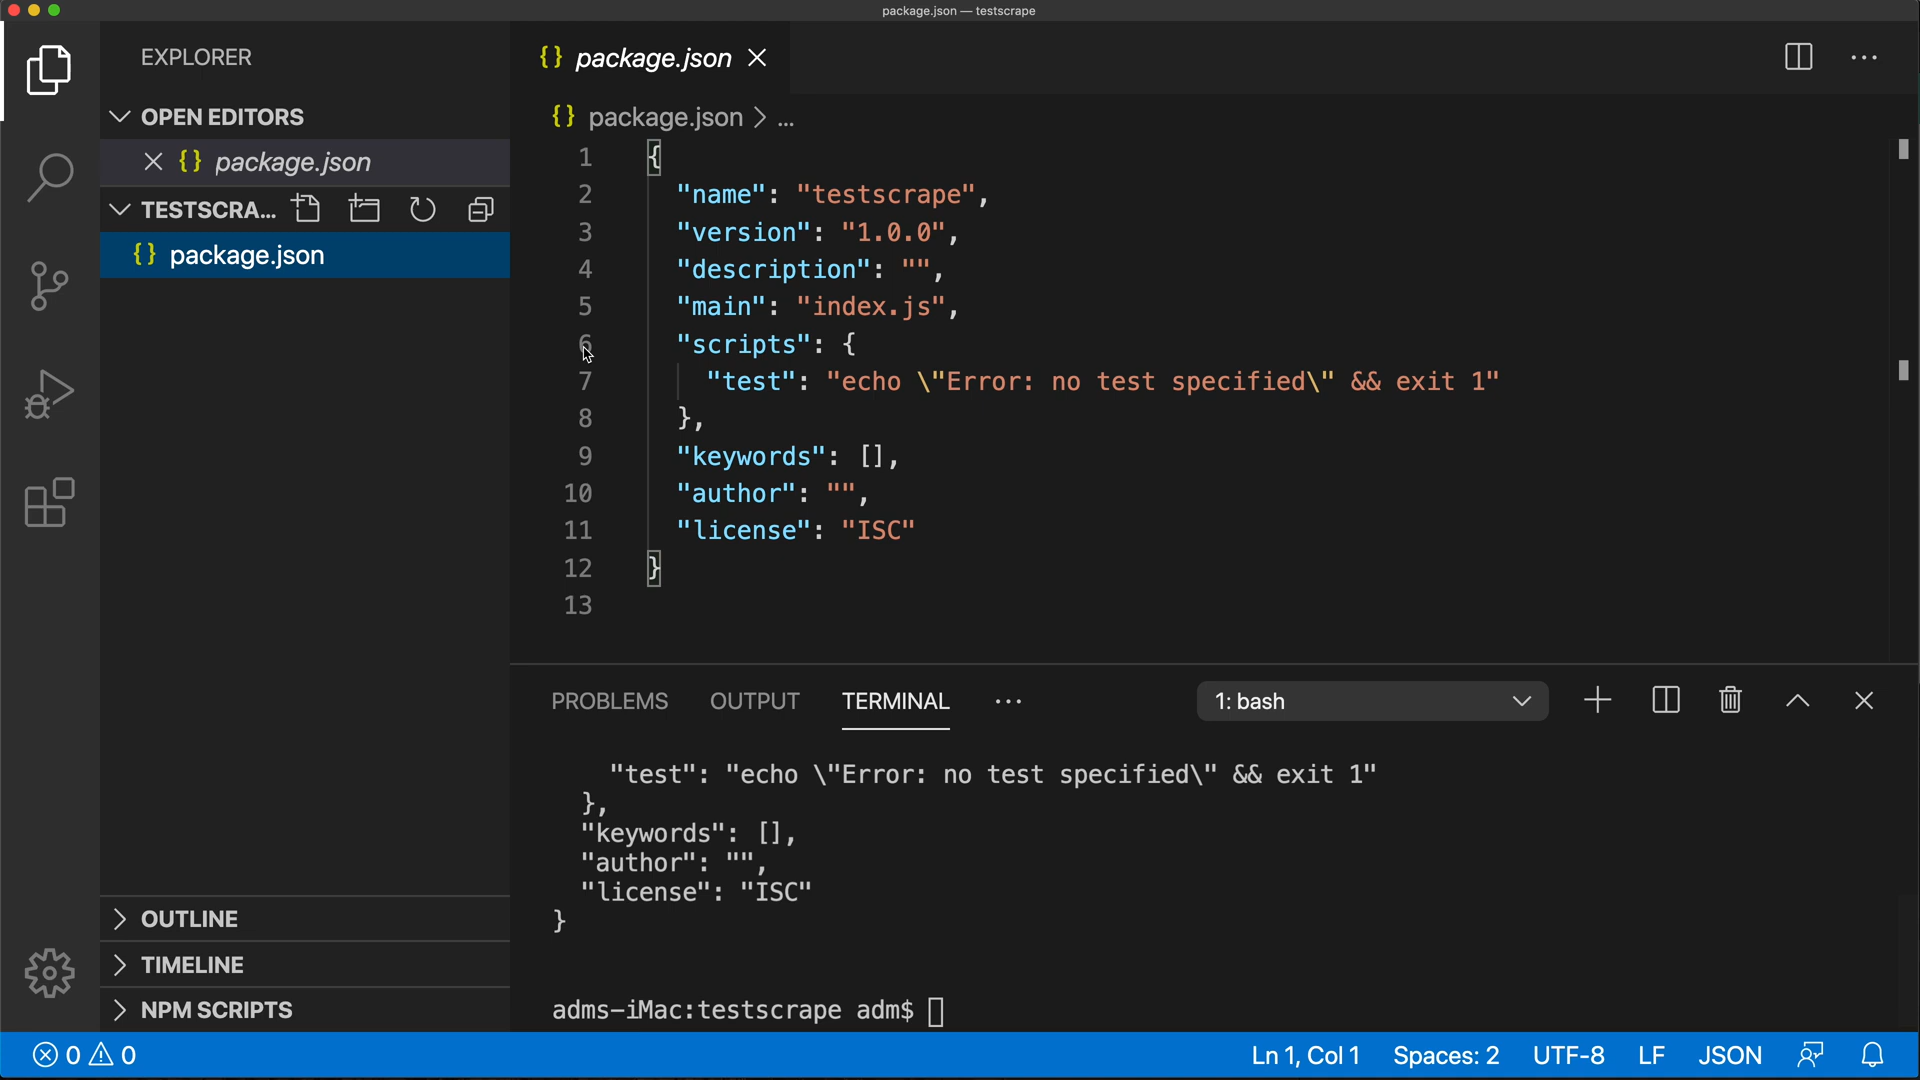 package.json — testscrape
EXPLORER
OPEN EDITORS
{} package.json
TESTSCRA...
{} package.json
OUTLINE
TIMELINE
NPM SCRIPTS
{} package.json
{} package.json > ...
1 {
2 "name": "testscrape",
3 "version": "1.0.0",
4 "description": "",
5 "main": "index.js",
6 "scripts": {
7 "test": "echo \"Error: no test specified\" && exit 1"
8 },
9 "keywords": [],
10 "author": "",
11 "license": "ISC"
12 }
13
PROBLEMS OUTPUT TERMINAL ... 1: bash
"test": "echo \"Error: no test specified\" && exit 1"
},
"keywords": [],
"author": "",
"license": "ISC"
}
adms-iMac:testscrape adm$
0 0 Ln 1, Col 1 Spaces: 2 UTF-8 LF JSON